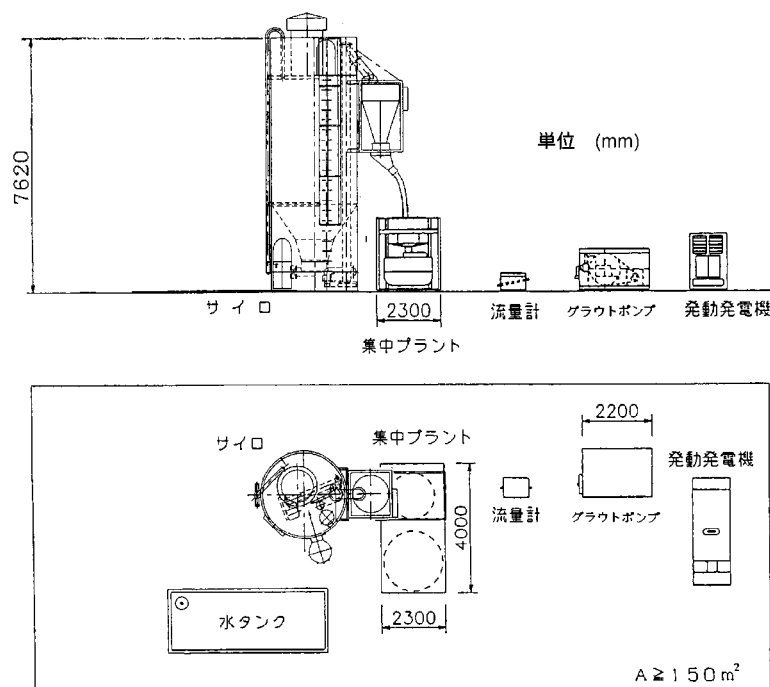 単位 (mm)
7620
2300
サイロ
流量計
グラウトポンプ
発動発電機
集中プラント
2200
サイロ
集中プラント
発動発電機
4000
流量計
グラウトポンプ
2300
水タンク
A≧150m²